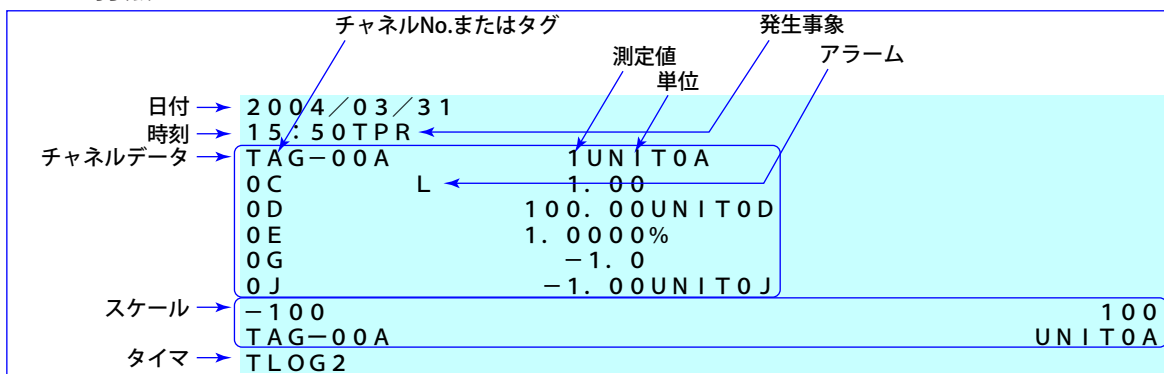 チャネルNo.またはタグ 発生事象
測定値 アラーム
単位
日付 2004/03/31
時刻 15:50TPR
チャネルデータ TAG-00A 1UNIT0A
0C L 1.00
0D 100.00UNIT0D
0E 1.0000%
0G -1.0
0J -1.00UNIT0J
スケール -100 100
TAG-00A UNIT0A
タイマ TLOG2